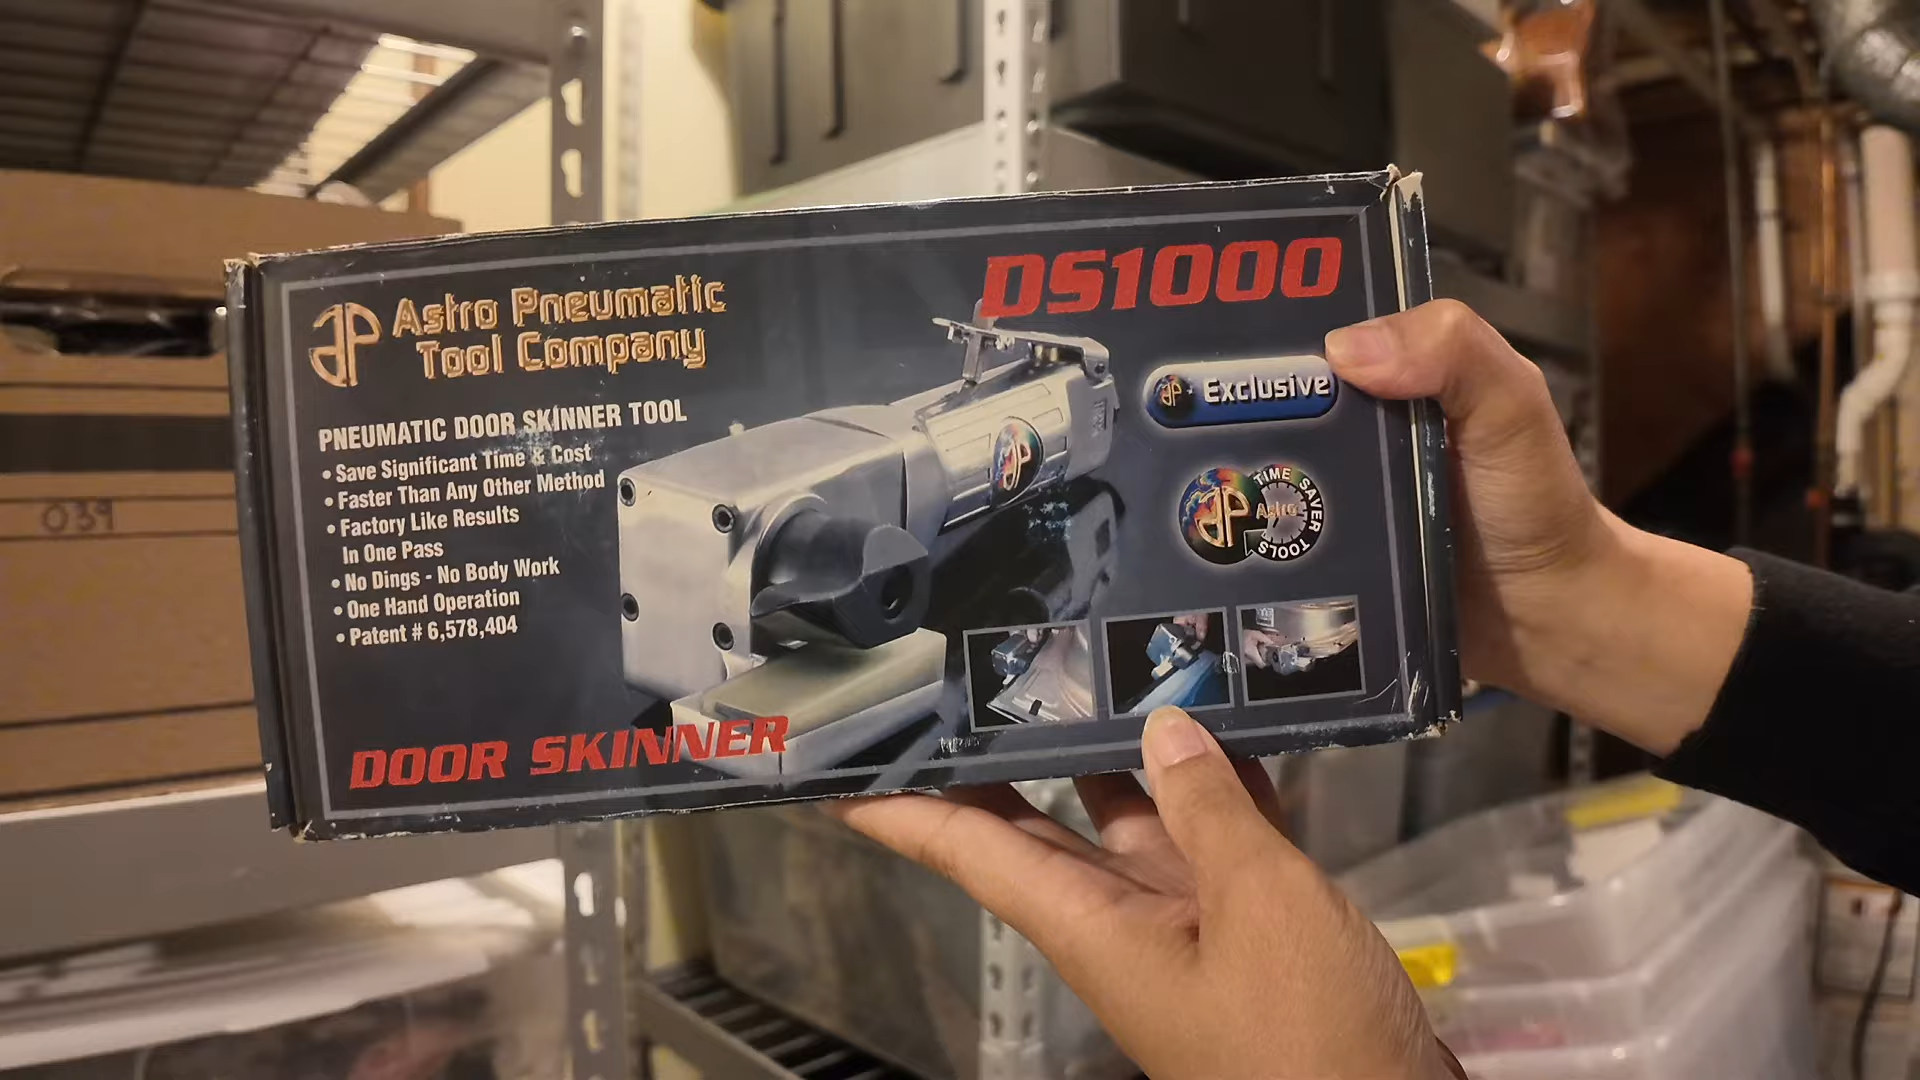 Astro Pneumatic
Tool Company
DS1000
PNEUMATIC DOOR SKINNER TOOL
• Save Significant Time & Cost
• Faster Than Any Other Method
• Factory Like Results
In One Pass
• No Dings - No Body Work
• One Hand Operation
• Patent # 6,578,404
DOOR SKINNER
Exclusive
TIME SAVER
Astro
TOOLS
039